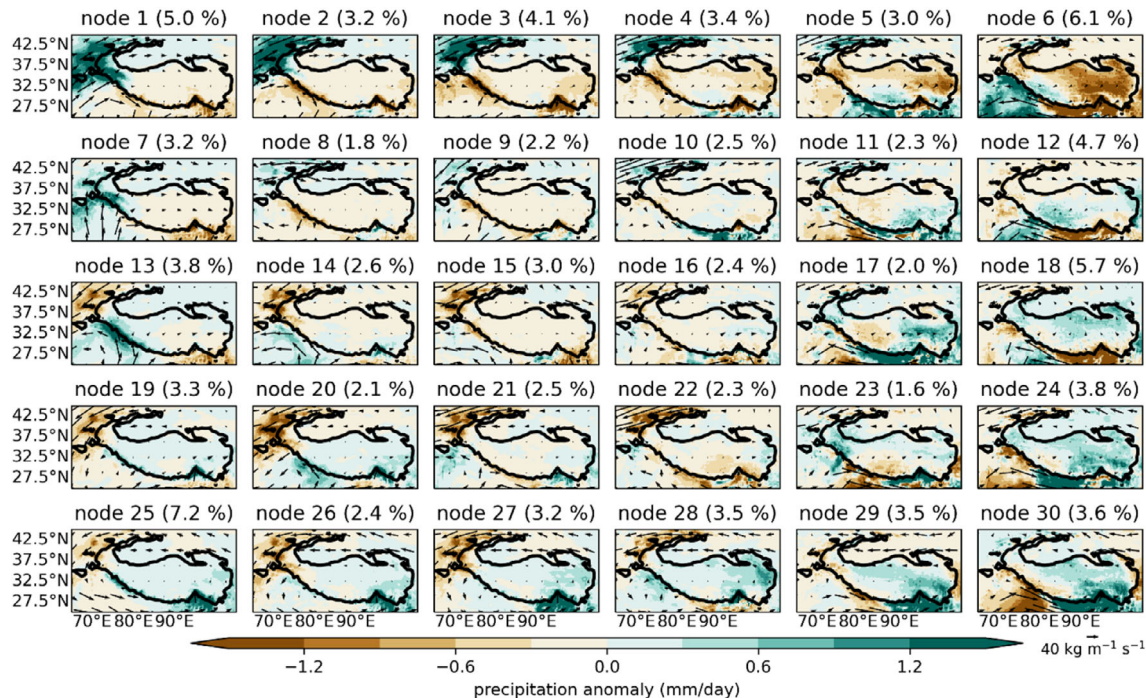 node 1 (5.0 %) node 2 (3.2 %) node 3 (4.1 %) node 4 (3.4 %) node 5 (3.0 %) node 6 (6.1 %)
42.5°N
37.5°N
32.5°N
27.5°N
node 7 (3.2 %) node 8 (1.8 %) node 9 (2.2 %) node 10 (2.5 %) node 11 (2.3 %) node 12 (4.7 %)
42.5°N
37.5°N
32.5°N
27.5°N
node 13 (3.8 %) node 14 (2.6 %) node 15 (3.0 %) node 16 (2.4 %) node 17 (2.0 %) node 18 (5.7 %)
42.5°N
37.5°N
32.5°N
27.5°N
node 19 (3.3 %) node 20 (2.1 %) node 21 (2.5 %) node 22 (2.3 %) node 23 (1.6 %) node 24 (3.8 %)
42.5°N
37.5°N
32.5°N
27.5°N
node 25 (7.2 %) node 26 (2.4 %) node 27 (3.2 %) node 28 (3.5 %) node 29 (3.5 %) node 30 (3.6 %)
42.5°N
37.5°N
32.5°N
27.5°N
70°E 80°E 90°E 70°E 80°E 90°E 70°E 80°E 90°E 70°E 80°E 90°E 70°E 80°E 90°E 70°E 80°E 90°E
40 kg m⁻¹ s⁻¹
−1.2 −0.6 0.0 0.6 1.2
precipitation anomaly (mm/day)